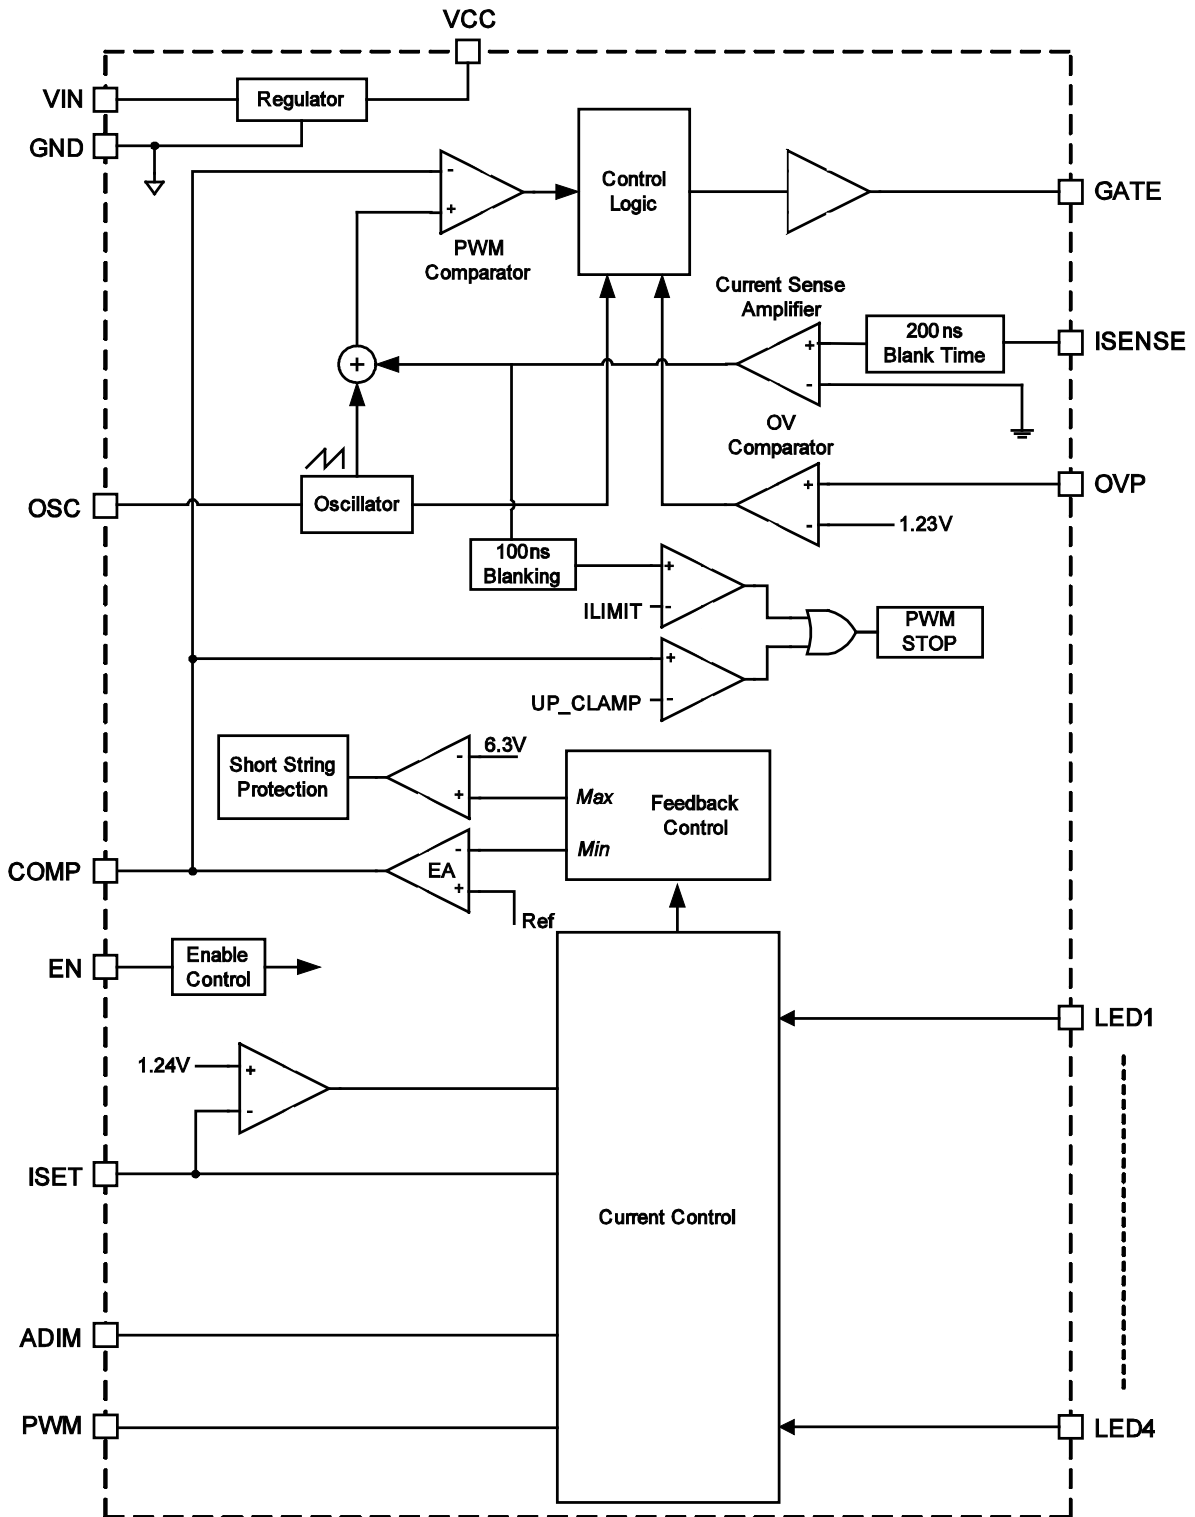 VCC
VIN
Regulator
GND
-
+
PWM
Comparator
Control
Logic
GATE
Current Sense
Amplifier
+
-
200ns
Blank Time
ISENSE
+
OV
Comparator
+
-
1.23V
OVP
OSC
Oscillator
100ns
Blanking
+
-
ILIMIT
PWM
STOP
+
-
UP_CLAMP
Short String
Protection
-
+
6.3V
Max
Min
Feedback
Control
COMP
EA
-
+
Ref
EN
Enable
Control
LED1
1.24V
+
-
ISET
Current Control
ADIM
PWM
LED4